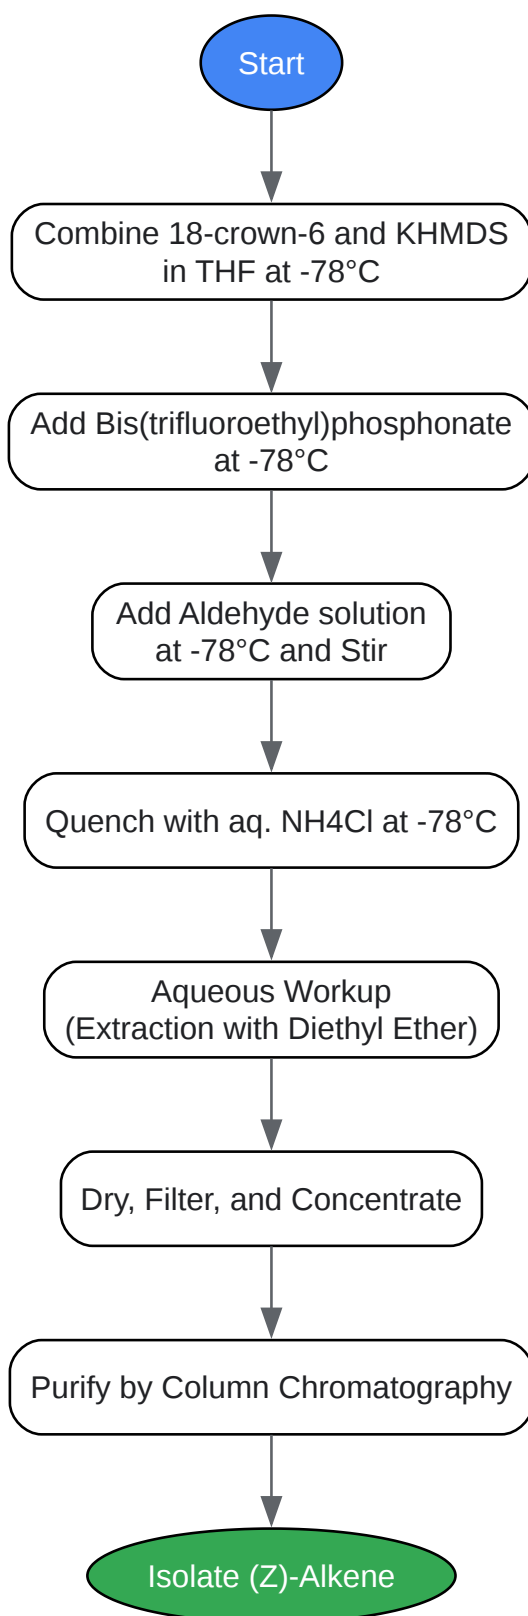 Start
Combine 18-crown-6 and KHMDS
in THF at -78°C
Add Bis(trifluoroethyl)phosphonate
at -78°C
Add Aldehyde solution
at -78°C and Stir
Quench with aq. NH4Cl at -78°C
Aqueous Workup
(Extraction with Diethyl Ether)
Dry, Filter, and Concentrate
Purify by Column Chromatography
Isolate (Z)-Alkene